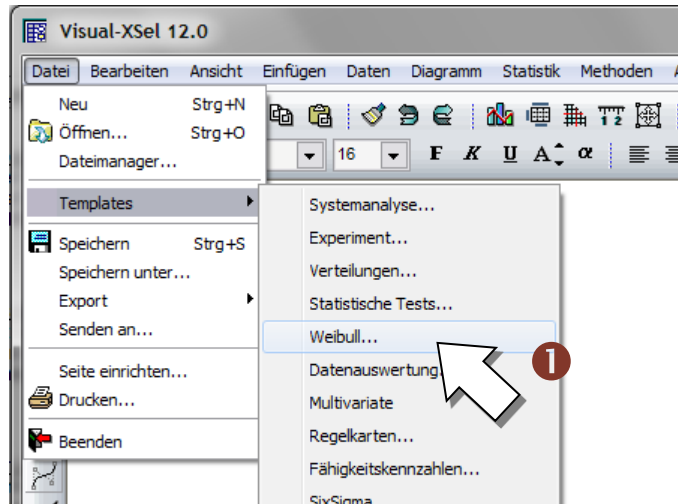 Visual-XSel 12.0
Datei Bearbeiten Ansicht Einfügen Daten Diagramm Statistik Methoden
16 F K U A α
Neu Strg+N
Öffnen... Strg+O
Dateimanager...
Templates
Speichern Strg+S
Speichern unter...
Export
Senden an...
Seite einrichten...
Drucken...
Beenden
Systemanalyse...
Experiment...
Verteilungen...
Statistische Tests...
Weibull...
1
Datenauswertung
Multivariate
Regelkarten...
Fähigkeitskennzahlen...
SixSigma